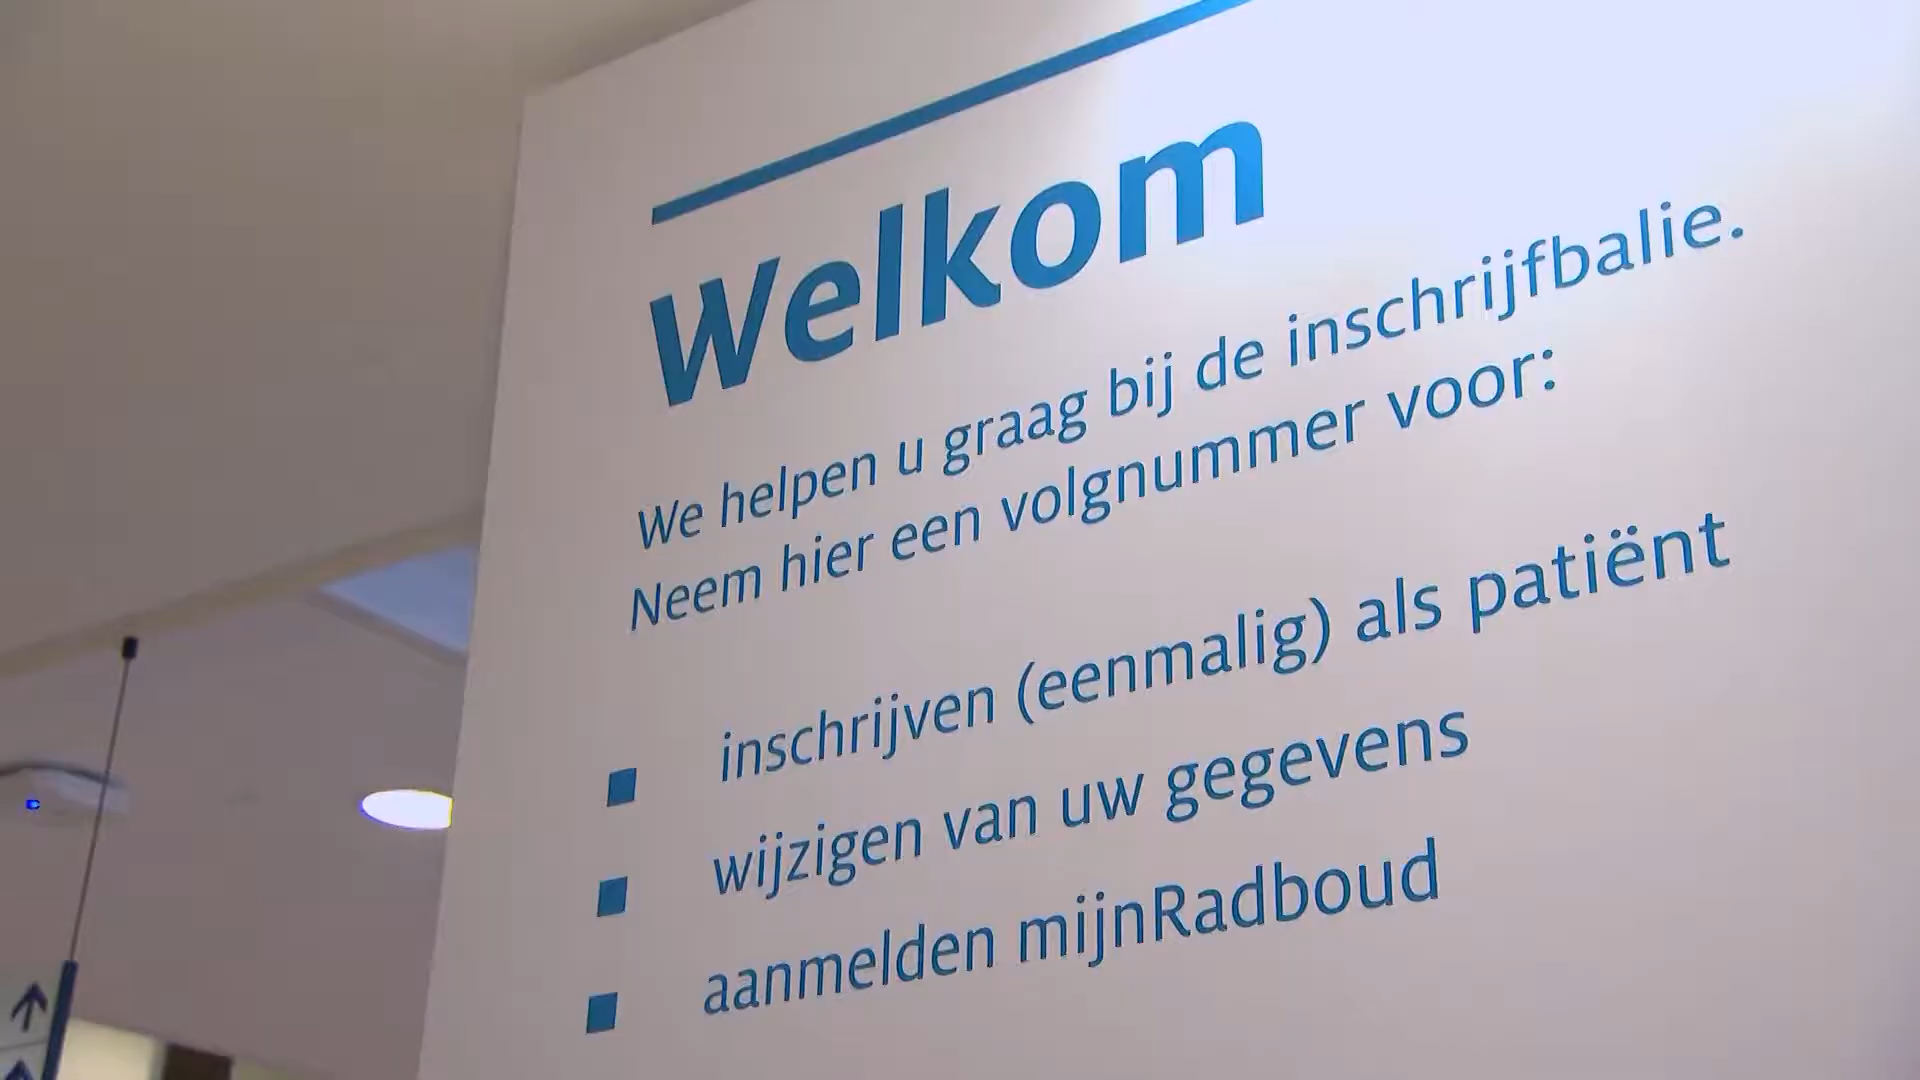 Welkom
We helpen u graag bij de inschrijfbalie.
Neem hier een volgnummer voor:
■ inschrijven (eenmalig) als patiënt
■ wijzigen van uw gegevens
■ aanmelden mijnRadboud